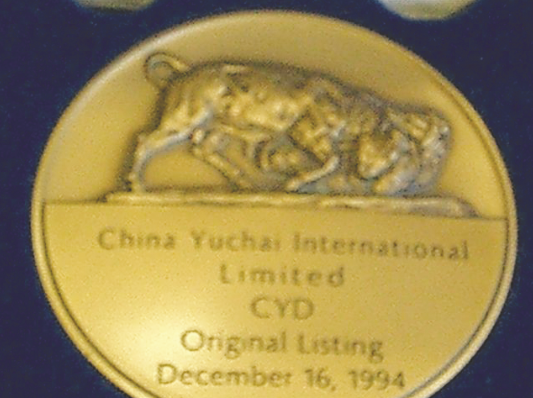 China Yuchai International
Limited
CYD
Original Listing
December 16, 1994